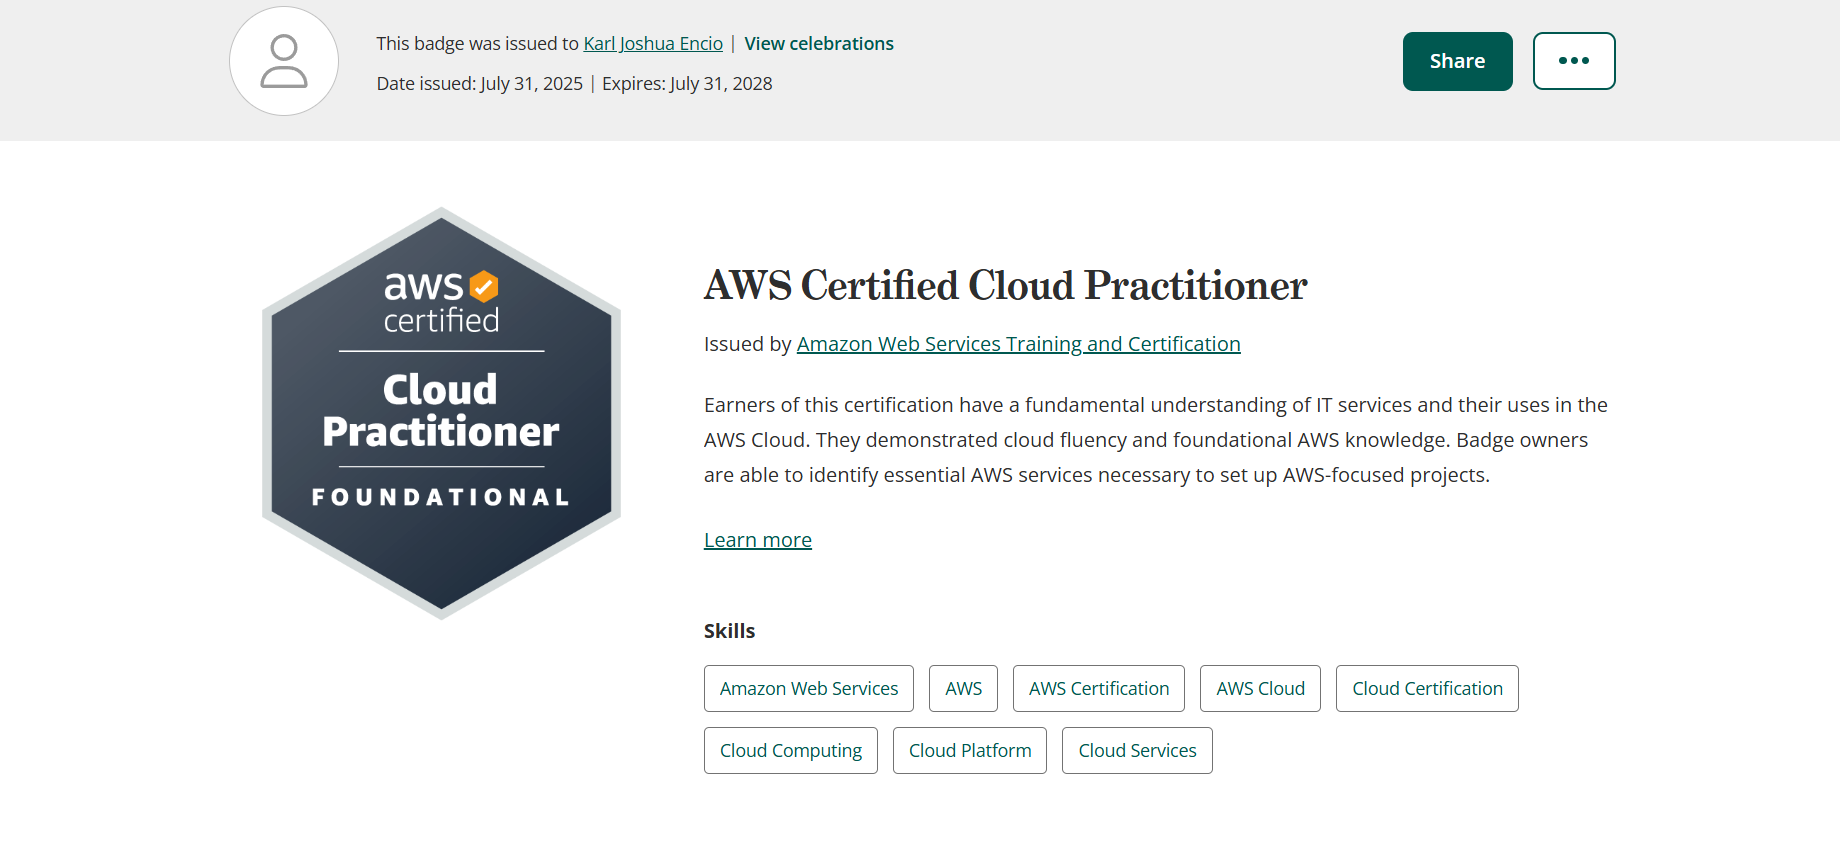 This badge was issued to Karl Joshua Encio | View celebrations
Date issued: July 31, 2025 | Expires: July 31, 2028
Share
aws
certified
Cloud
Practitioner
FOUNDATIONAL
AWS Certified Cloud Practitioner
Issued by Amazon Web Services Training and Certification
Earners of this certification have a fundamental understanding of IT services and their uses in the
AWS Cloud. They demonstrated cloud fluency and foundational AWS knowledge. Badge owners
are able to identify essential AWS services necessary to set up AWS-focused projects.
Learn more
Skills
Amazon Web Services AWS AWS Certification AWS Cloud Cloud Certification
Cloud Computing Cloud Platform Cloud Services